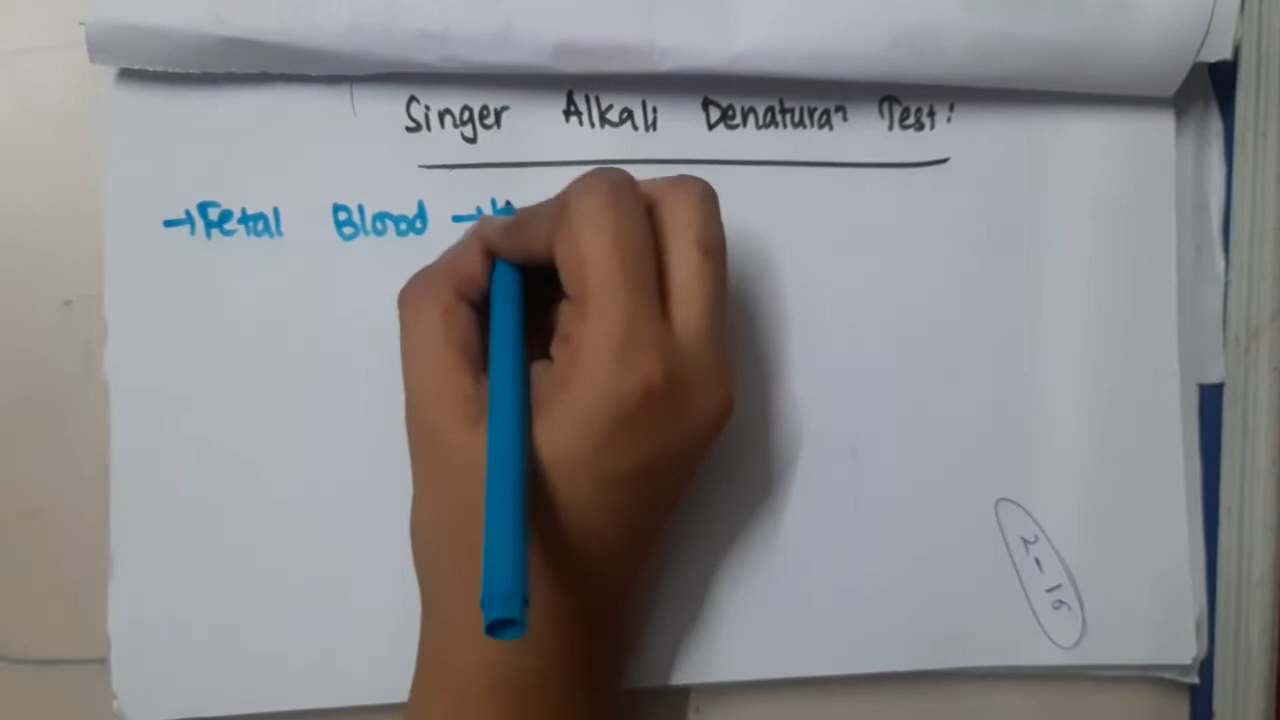 Singer Alkali Denaturaⁿ Test:
→Fetal Blood →
2-16